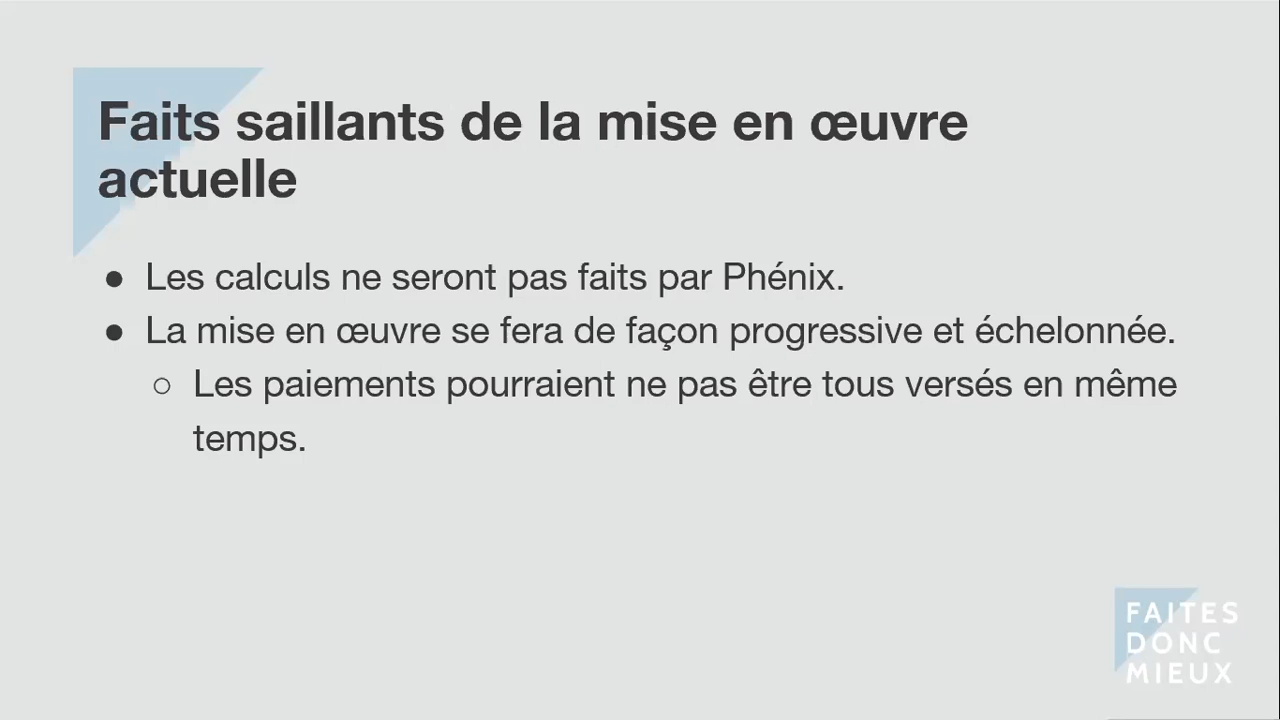 Faits saillants de la mise en œuvre
actuelle
● Les calculs ne seront pas faits par Phénix.
● La mise en œuvre se fera de façon progressive et échelonnée.
○ Les paiements pourraient ne pas être tous versés en même
temps.
FAITES
DONC
MIEUX